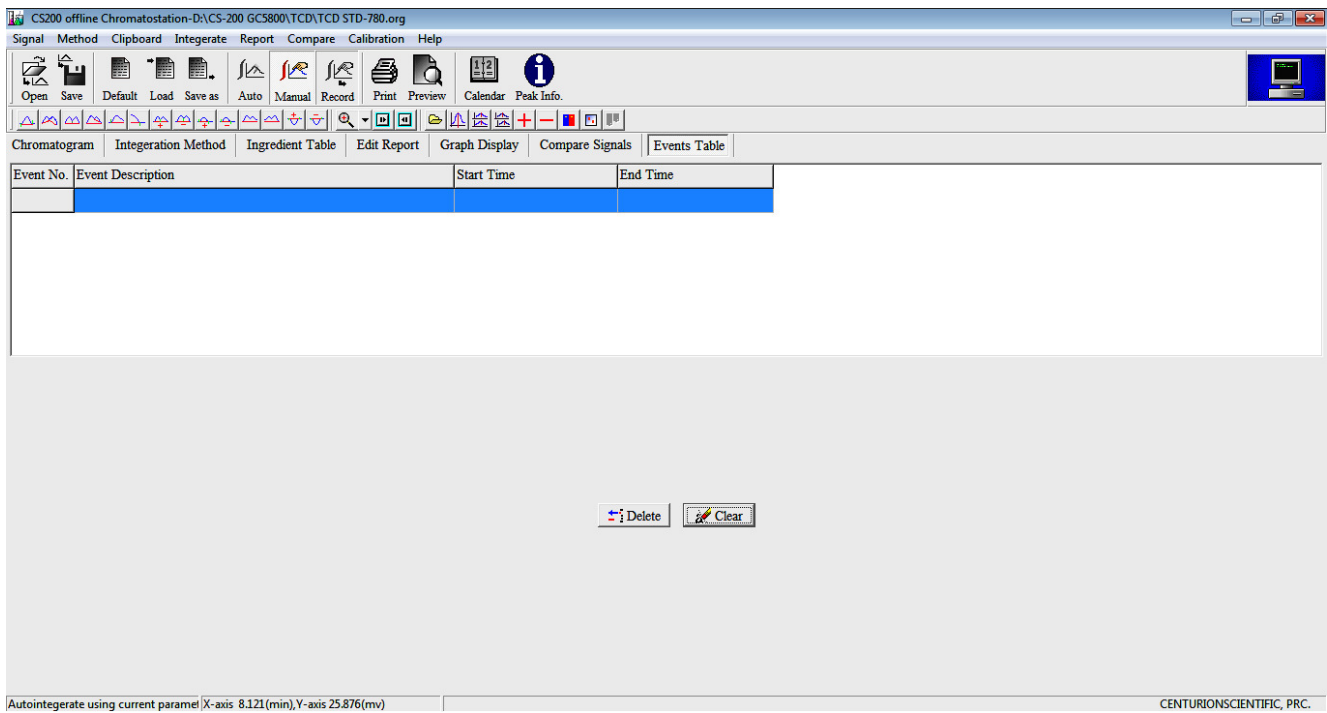 CS200 offline Chromatostation-D:\CS-200 GC5800\TCD\TCD STD-780.org
Signal Method Clipboard Integerate Report Compare Calibration Help
Open Save Default Load Save as Auto Manual Record Print Preview Calendar Peak Info.
Chromatogram Integeration Method Ingredient Table Edit Report Graph Display Compare Signals Events Table
Event No. Event Description Start Time End Time
Delete Clear
Autointegerate using current paramet X-axis 8.121(min),Y-axis 25.876(mv) CENTURIONSCIENTIFIC, PRC.